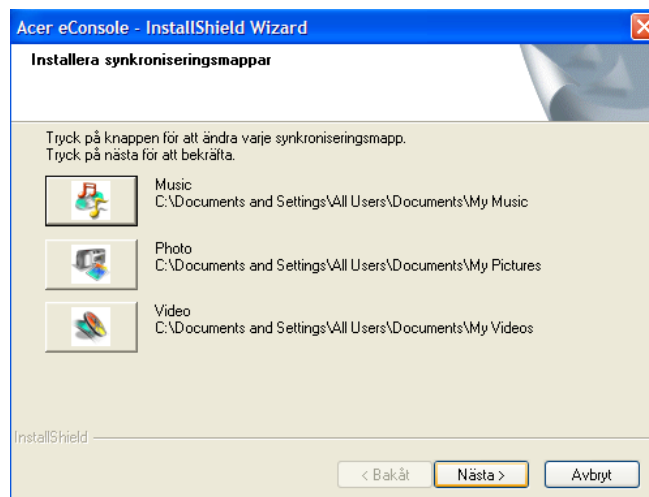 Acer eConsole - InstallShield Wizard
Installera synkroniseringsmappar
Tryck på knappen för att ändra varje synkroniseringsmapp.
Tryck på nästa för att bekräfta.
Music
C:\Documents and Settings\All Users\Documents\My Music
Photo
C:\Documents and Settings\All Users\Documents\My Pictures
Video
C:\Documents and Settings\All Users\Documents\My Videos
InstallShield
< Bakåt Nästa > Avbryt